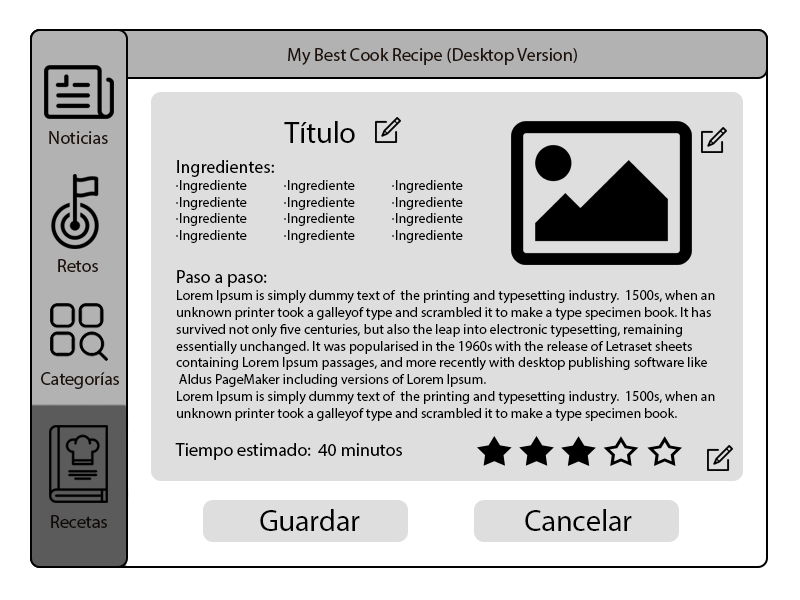 My Best Cook Recipe (Desktop Version)
Noticias
Retos
Categorías
Recetas
Título
Ingredientes:
·Ingrediente ·Ingrediente ·Ingrediente
·Ingrediente ·Ingrediente ·Ingrediente
·Ingrediente ·Ingrediente ·Ingrediente
·Ingrediente ·Ingrediente ·Ingrediente
Paso a paso:
Lorem Ipsum is simply dummy text of the printing and typesetting industry. 1500s, when an
unknown printer took a galleyof type and scrambled it to make a type specimen book. It has
survived not only five centuries, but also the leap into electronic typesetting, remaining
essentially unchanged. It was popularised in the 1960s with the release of Letraset sheets
containing Lorem Ipsum passages, and more recently with desktop publishing software like
Aldus PageMaker including versions of Lorem Ipsum.
Lorem Ipsum is simply dummy text of the printing and typesetting industry. 1500s, when an
unknown printer took a galleyof type and scrambled it to make a type specimen book.
Tiempo estimado: 40 minutos
Guardar
Cancelar